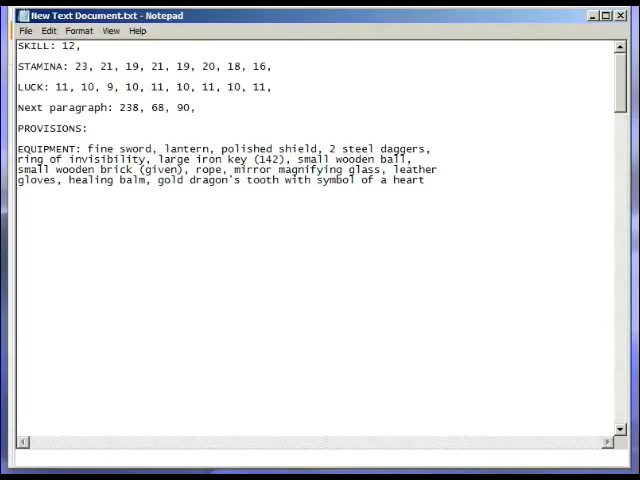 New Text Document.txt - Notepad
File Edit Format View Help
SKILL: 12,
STAMINA: 23, 21, 19, 21, 19, 20, 18, 16,
LUCK: 11, 10, 9, 10, 11, 10, 11, 10, 11,
Next paragraph: 238, 68, 90,
PROVISIONS:
EQUIPMENT: fine sword, lantern, polished shield, 2 steel daggers,
ring of invisibility, large iron key (142), small wooden ball,
small wooden brick (given), rope, mirror magnifying glass, leather
gloves, healing balm, gold dragon's tooth with symbol of a heart